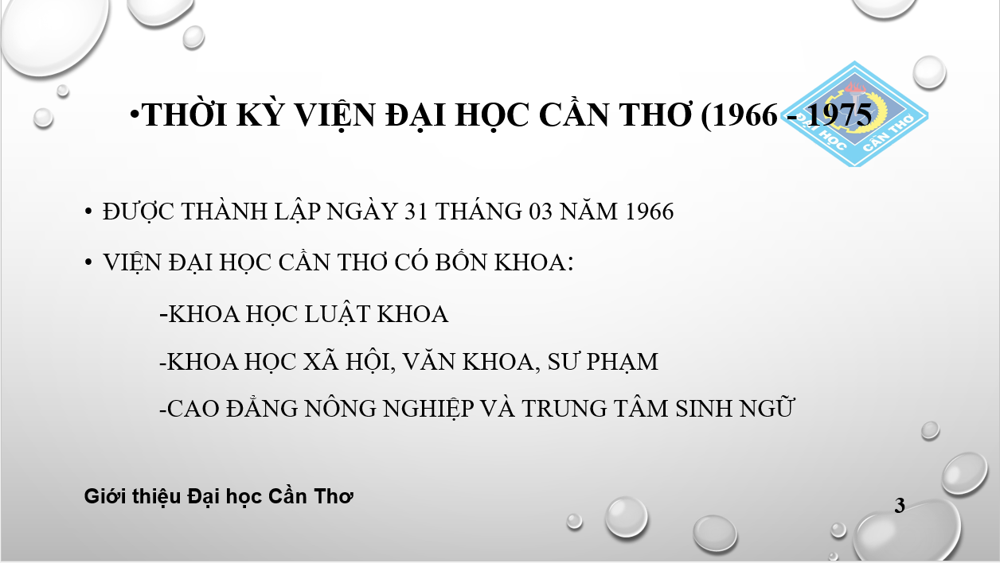 •THỜI KỲ VIỆN ĐẠI HỌC CẦN THƠ (1966 - 1975
ĐẠI HỌC CẦN THƠ
• ĐƯỢC THÀNH LẬP NGÀY 31 THÁNG 03 NĂM 1966
• VIỆN ĐẠI HỌC CẦN THƠ CÓ BỐN KHOA:
-KHOA HỌC LUẬT KHOA
-KHOA HỌC XÃ HỘI, VĂN KHOA, SƯ PHẠM
-CAO ĐẲNG NÔNG NGHIỆP VÀ TRUNG TÂM SINH NGỮ
Giới thiệu Đại học Cần Thơ
3